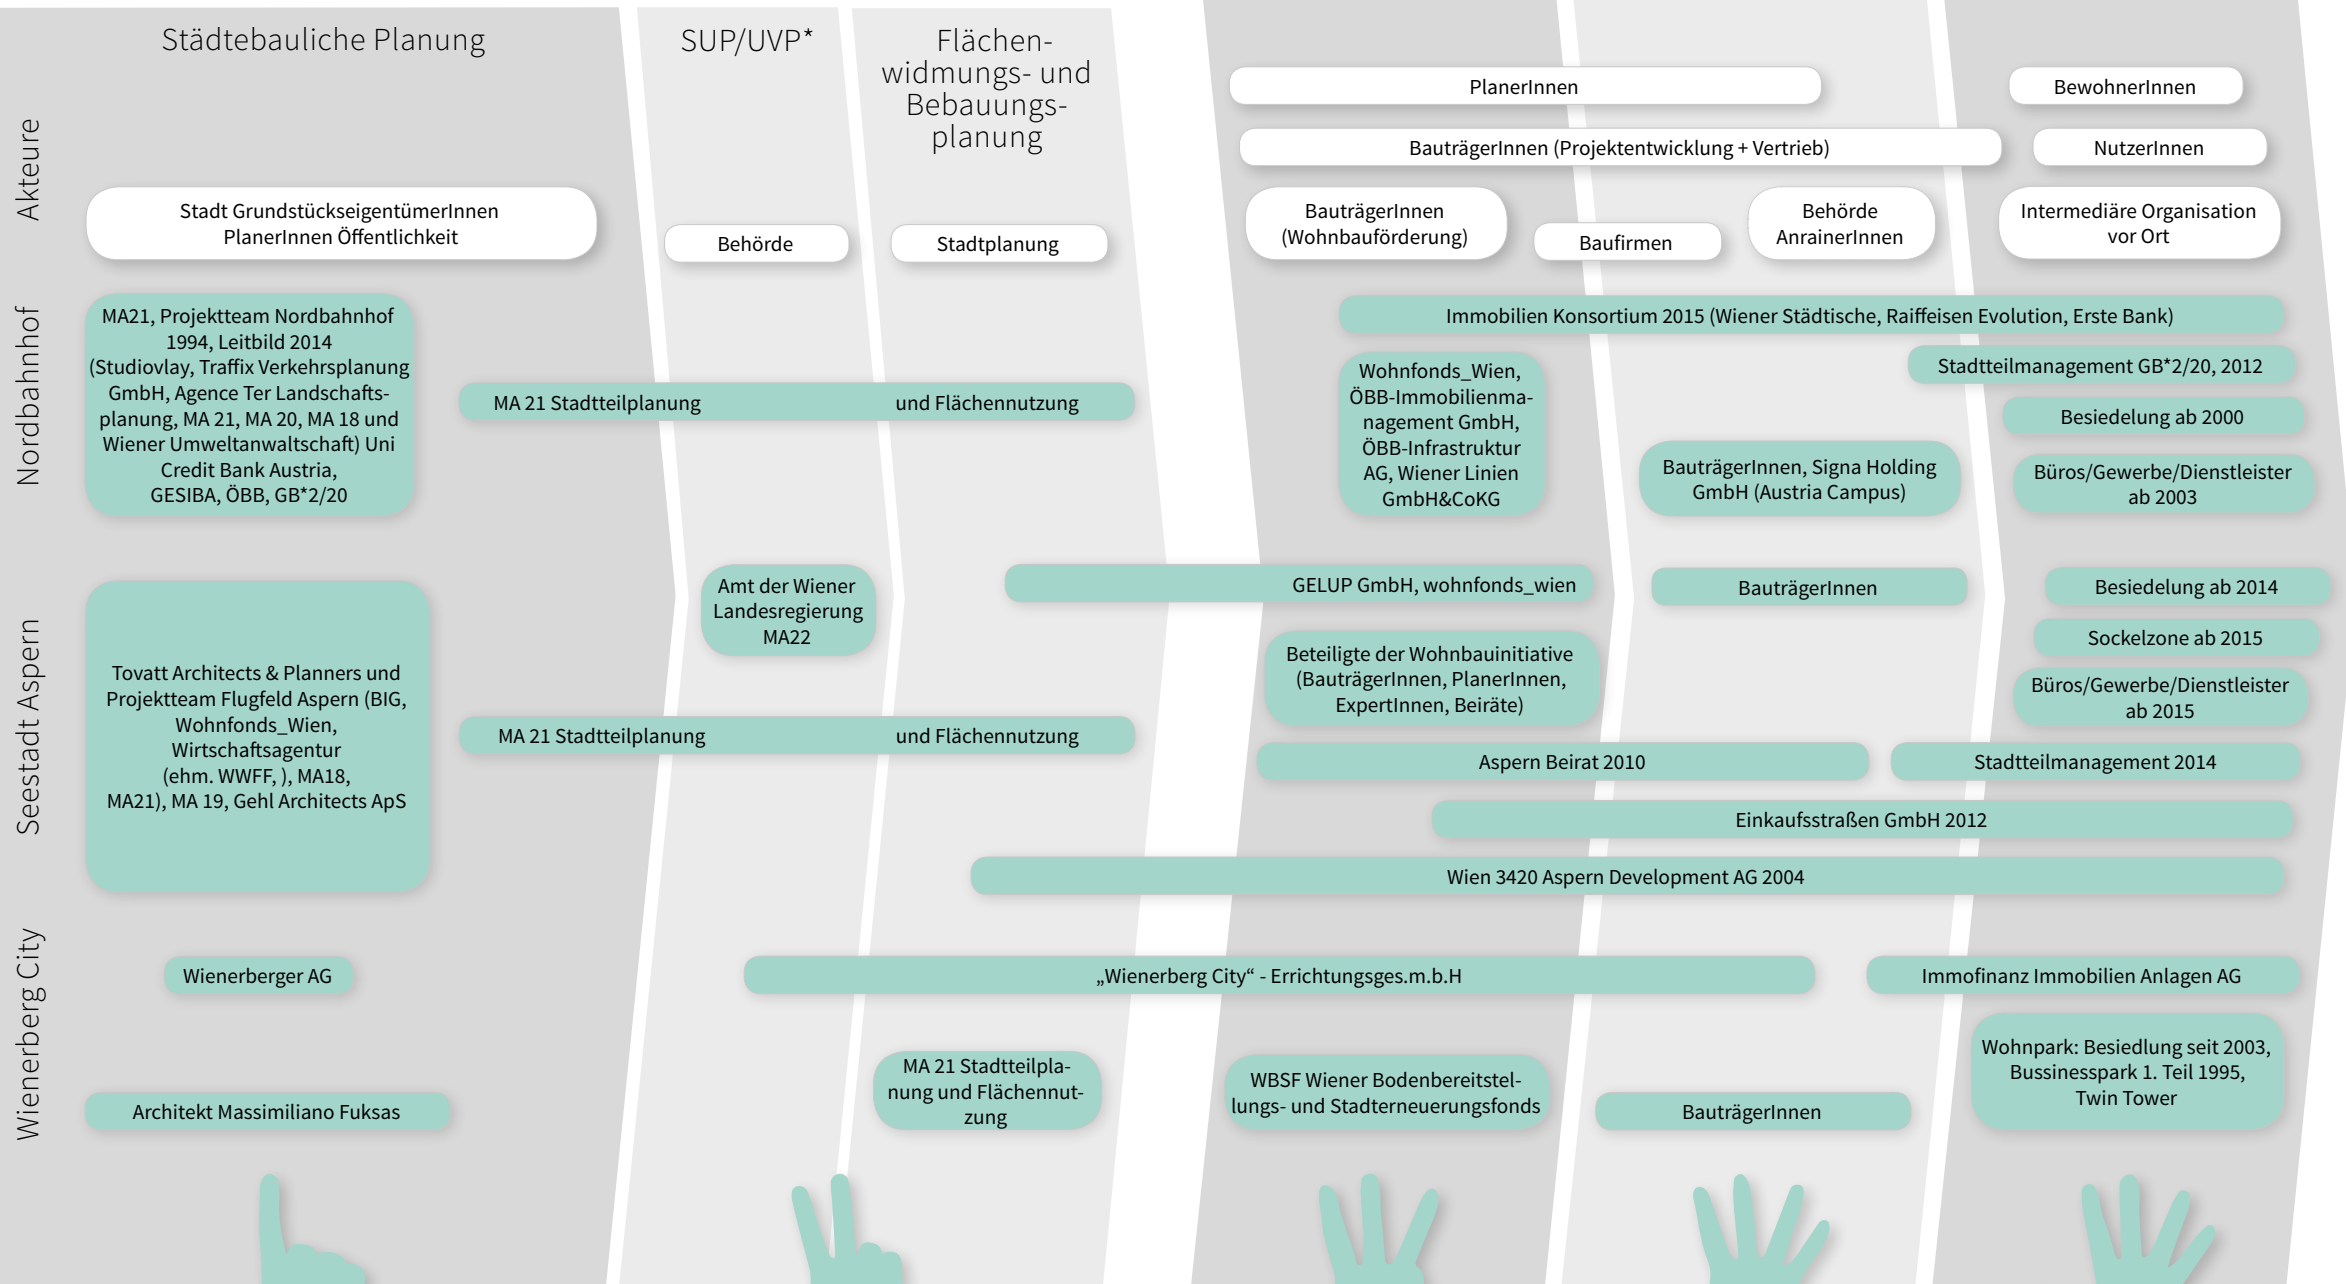 Städtebauliche Planung
SUP/UVP*
Flächen-
widmungs- und
Bebauungs-
planung
Akteure
Stadt GrundstückseigentümerInnen
PlanerInnen Öffentlichkeit
Behörde
Stadtplanung
PlanerInnen
BauträgerInnen (Projektentwicklung + Vertrieb)
BauträgerInnen
(Wohnbauförderung)
Baufirmen
Behörde
AnrainerInnen
BewohnerInnen
NutzerInnen
Intermediäre Organisation
vor Ort
Nordbahnhof
MA21, Projektteam Nordbahnhof
1994, Leitbild 2014
(Studiovlay, Traffix Verkehrsplanung
GmbH, Agence Ter Landschafts-
planung, MA 21, MA 20, MA 18 und
Wiener Umweltanwaltschaft) Uni
Credit Bank Austria,
GESIBA, ÖBB, GB*2/20
MA 21 Stadtteilplanung und Flächennutzung
Immobilien Konsortium 2015 (Wiener Städtische, Raiffeisen Evolution, Erste Bank)
Wohnfonds_Wien,
ÖBB-Immobilienma-
nagement GmbH,
ÖBB-Infrastruktur
AG, Wiener Linien
GmbH&CoKG
BauträgerInnen, Signa Holding
GmbH (Austria Campus)
Stadtteilmanagement GB*2/20, 2012
Besiedelung ab 2000
Büros/Gewerbe/Dienstleister
ab 2003
Seestadt Aspern
Tovatt Architects & Planners und
Projektteam Flugfeld Aspern (BIG,
Wohnfonds_Wien,
Wirtschaftsagentur
(ehm. WWFF, ), MA18,
MA21), MA 19, Gehl Architects ApS
Amt der Wiener
Landesregierung
MA22
MA 21 Stadtteilplanung und Flächennutzung
GELUP GmbH, wohnfonds_wien
Beteiligte der Wohnbauinitiative
(BauträgerInnen, PlanerInnen,
ExpertInnen, Beiräte)
BauträgerInnen
Besiedelung ab 2014
Sockelzone ab 2015
Büros/Gewerbe/Dienstleister
ab 2015
Aspern Beirat 2010
Stadtteilmanagement 2014
Einkaufsstraßen GmbH 2012
Wien 3420 Aspern Development AG 2004
Wienerberg City
Wienerberger AG
„Wienerberg City“ - Errichtungsges.m.b.H
Immofinanz Immobilien Anlagen AG
Architekt Massimiliano Fuksas
MA 21 Stadtteilpla-
nung und Flächennut-
zung
WBSF Wiener Bodenbereitstel-
lungs- und Stadterneuerungsfonds
BauträgerInnen
Wohnpark: Besiedlung seit 2003,
Bussinesspark 1. Teil 1995,
Twin Tower